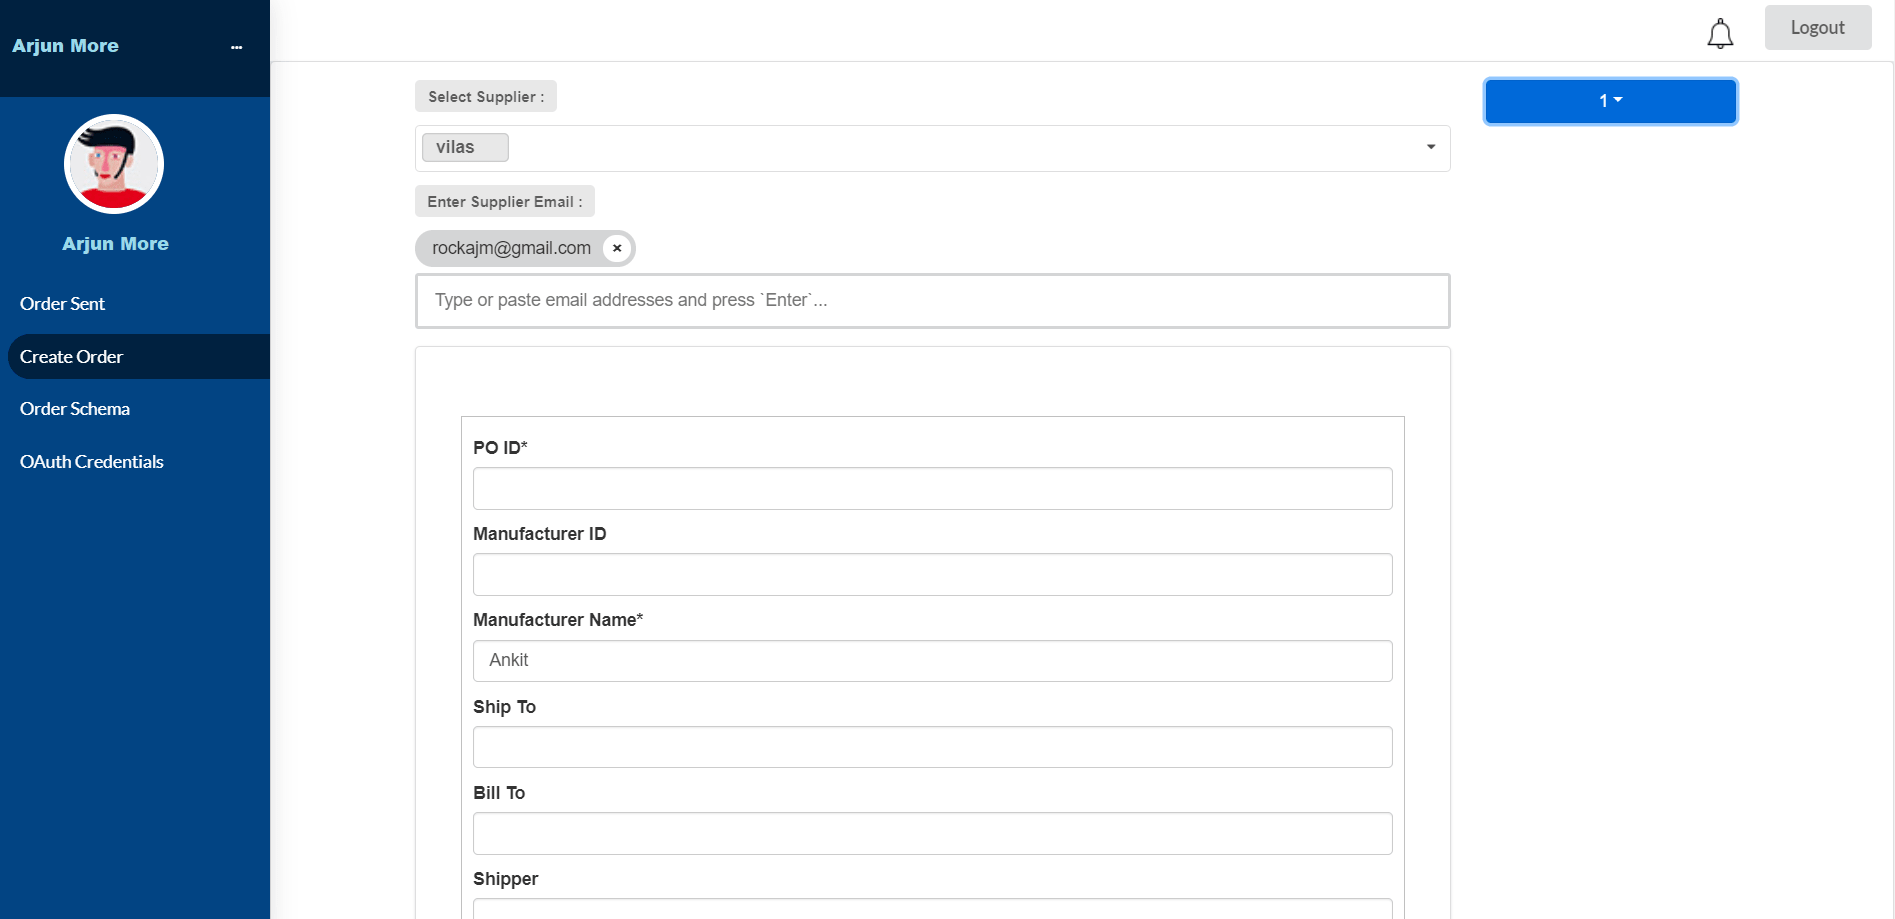 Arjun More
...
Logout
Select Supplier :
1
vilas
Enter Supplier Email :
rockajm@gmail.com ×
Type or paste email addresses and press `Enter`...
Arjun More
Order Sent
Create Order
Order Schema
OAuth Credentials
PO ID*
Manufacturer ID
Manufacturer Name*
Ankit
Ship To
Bill To
Shipper